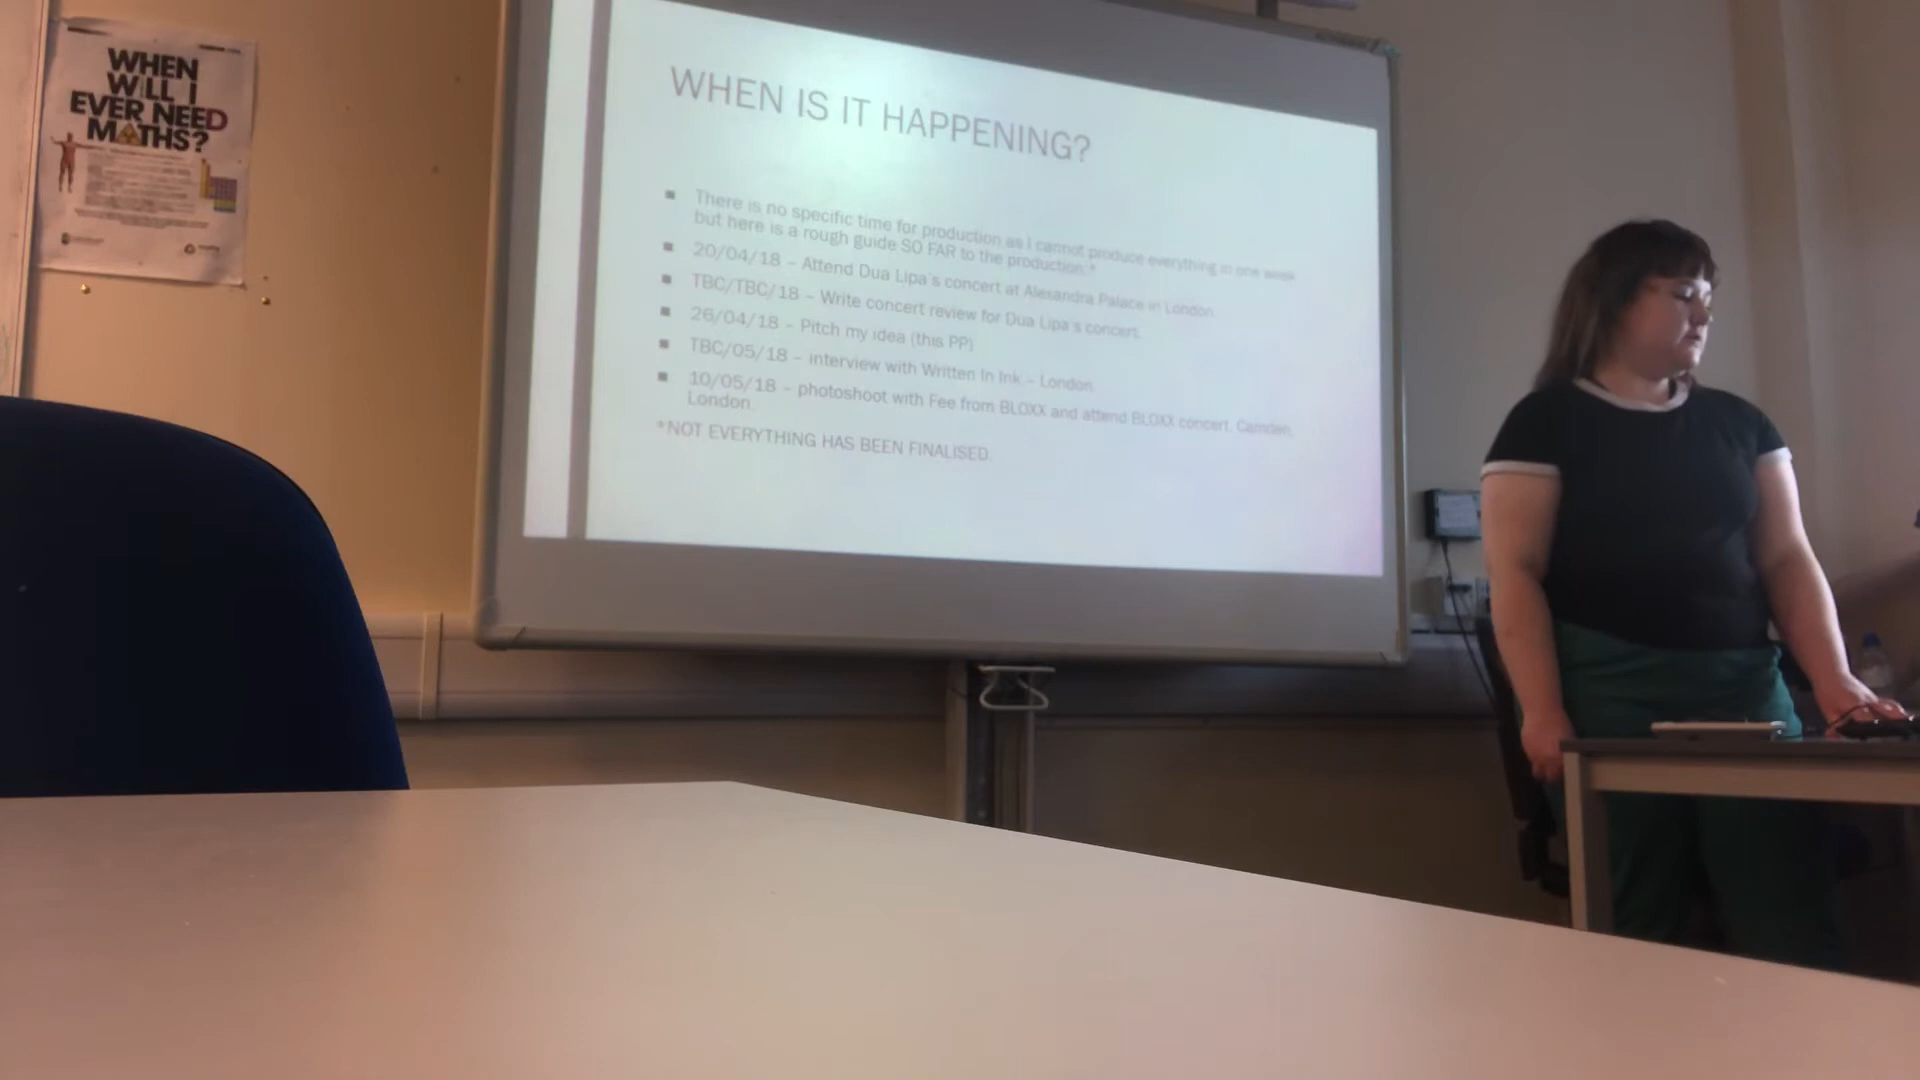 WHEN
WILL I
EVER NEED
MATHS?
WHEN IS IT HAPPENING?
There is no specific time for production as I cannot produce everything in one week
but here is a rough guide SO FAR to the production.*
20/04/18 – Attend Dua Lipa's concert at Alexandra Palace in London.
TBC/TBC/18 – Write concert review for Dua Lipa's concert.
26/04/18 – Pitch my idea (this PP)
TBC/05/18 – interview with Written In Ink – London.
10/05/18 – photoshoot with Fee from BLOXX and attend BLOXX concert. Camden,
London.
*NOT EVERYTHING HAS BEEN FINALISED.